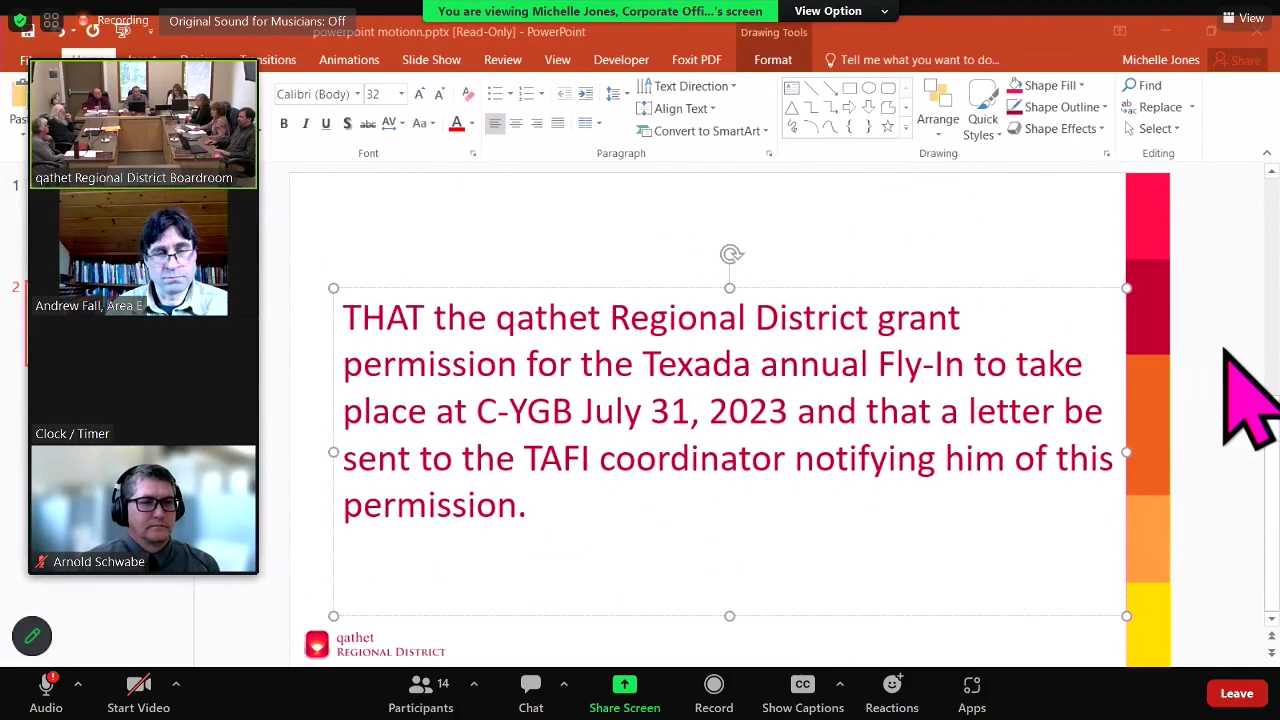 Recording
Original Sound for Musicians: Off
You are viewing Michelle Jones, Corporate Offi...'s screen
View Option
View
powerpoint motionn.pptx [Read-Only] - PowerPoint
Drawing Tools
Transitions
Animations
Slide Show
Review
View
Developer
Foxit PDF
Format
Tell me what you want to do...
Michelle Jones
Share
Calibri (Body)
32
Text Direction
Align Text
Convert to SmartArt
Arrange
Quick
Styles
Shape Fill
Shape Outline
Shape Effects
Find
Replace
Select
Font
Paragraph
Drawing
Editing
qathet Regional District Boardroom
Andrew Fall, Area E
Clock / Timer
Arnold Schwabe
1
2
THAT the qathet Regional District grant
permission for the Texada annual Fly-In to take
place at C-YGB July 31, 2023 and that a letter be
sent to the TAFI coordinator notifying him of this
permission.
qathet
REGIONAL DISTRICT
Audio
Start Video
Participants
14
Chat
Share Screen
Record
Show Captions
Reactions
Apps
Leave